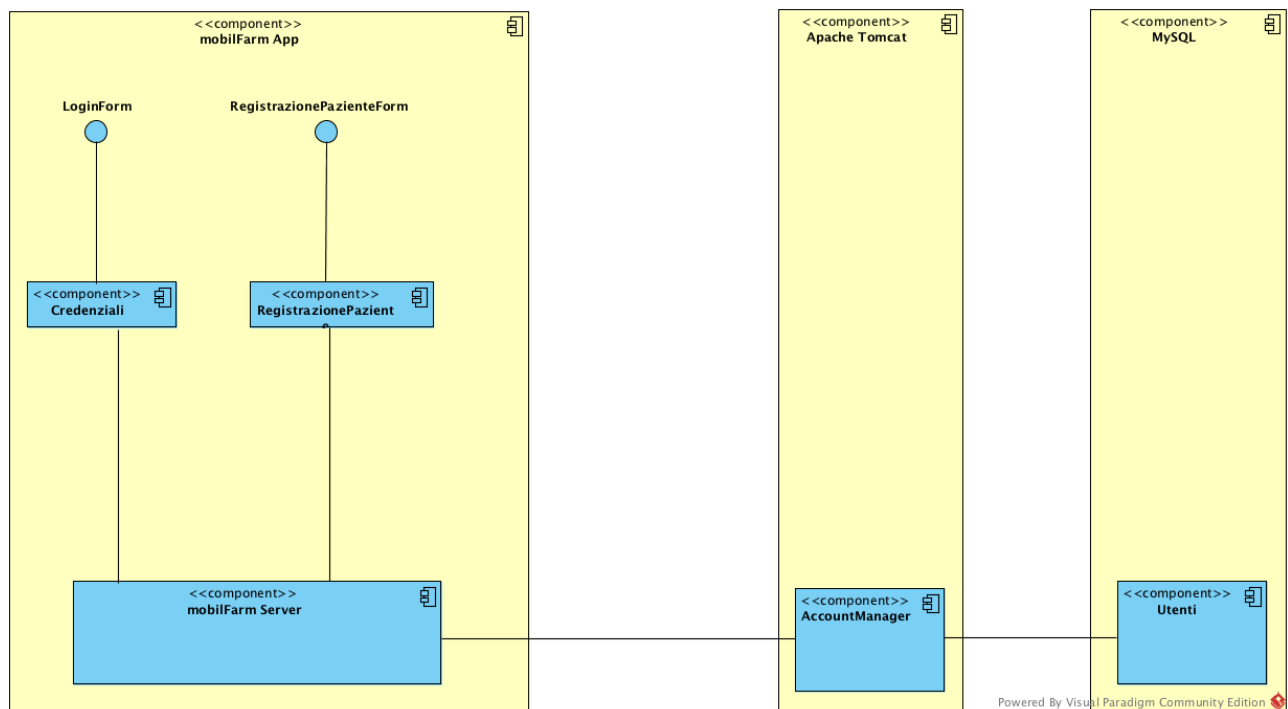 <<component>>
mobilFarm App
<<component>>
Apache Tomcat
<<component>>
MySQL
LoginForm
RegistrazionePazienteForm
<<component>>
Credenziali
<<component>>
RegistrazionePazient
e
<<component>>
mobilFarm Server
<<component>>
AccountManager
<<component>>
Utenti
Powered By Visual Paradigm Community Edition